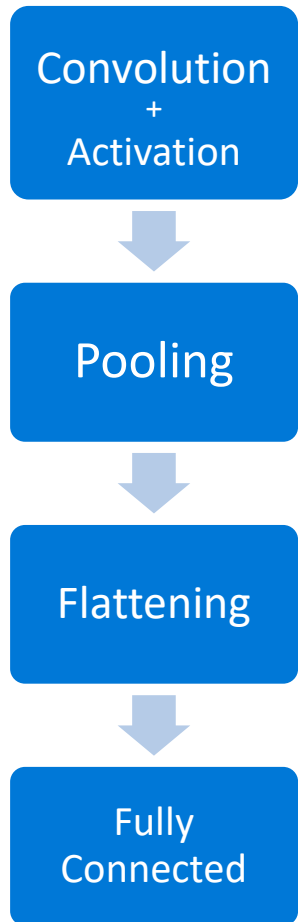 Convolution
+
Activation
Pooling
Flattening
Fully
Connected